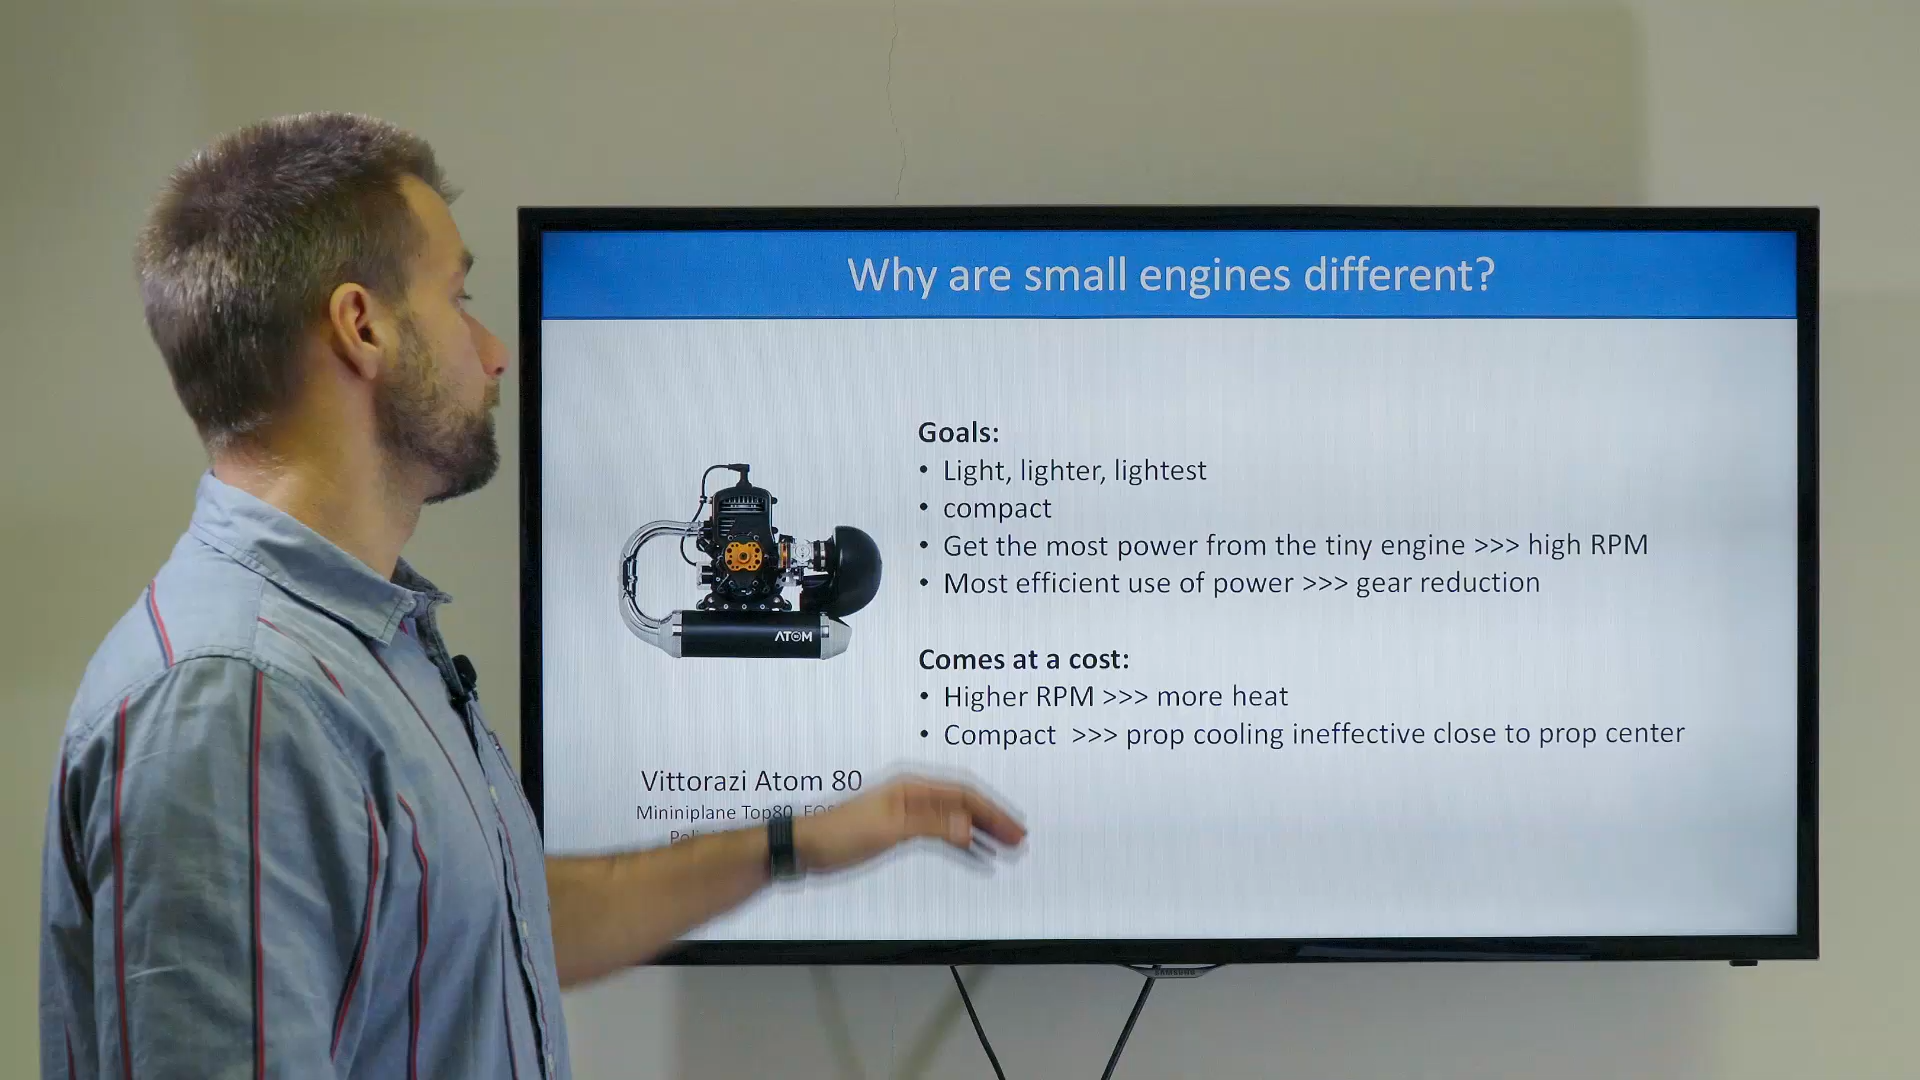 Why are small engines different?
Goals:
• Light, lighter, lightest
• compact
• Get the most power from the tiny engine >>> high RPM
• Most efficient use of power >>> gear reduction
ATOM
Comes at a cost:
• Higher RPM >>> more heat
• Compact >>> prop cooling ineffective close to prop center
Vittorazi Atom 80
Mininiplane Top80,
SAMSUNG